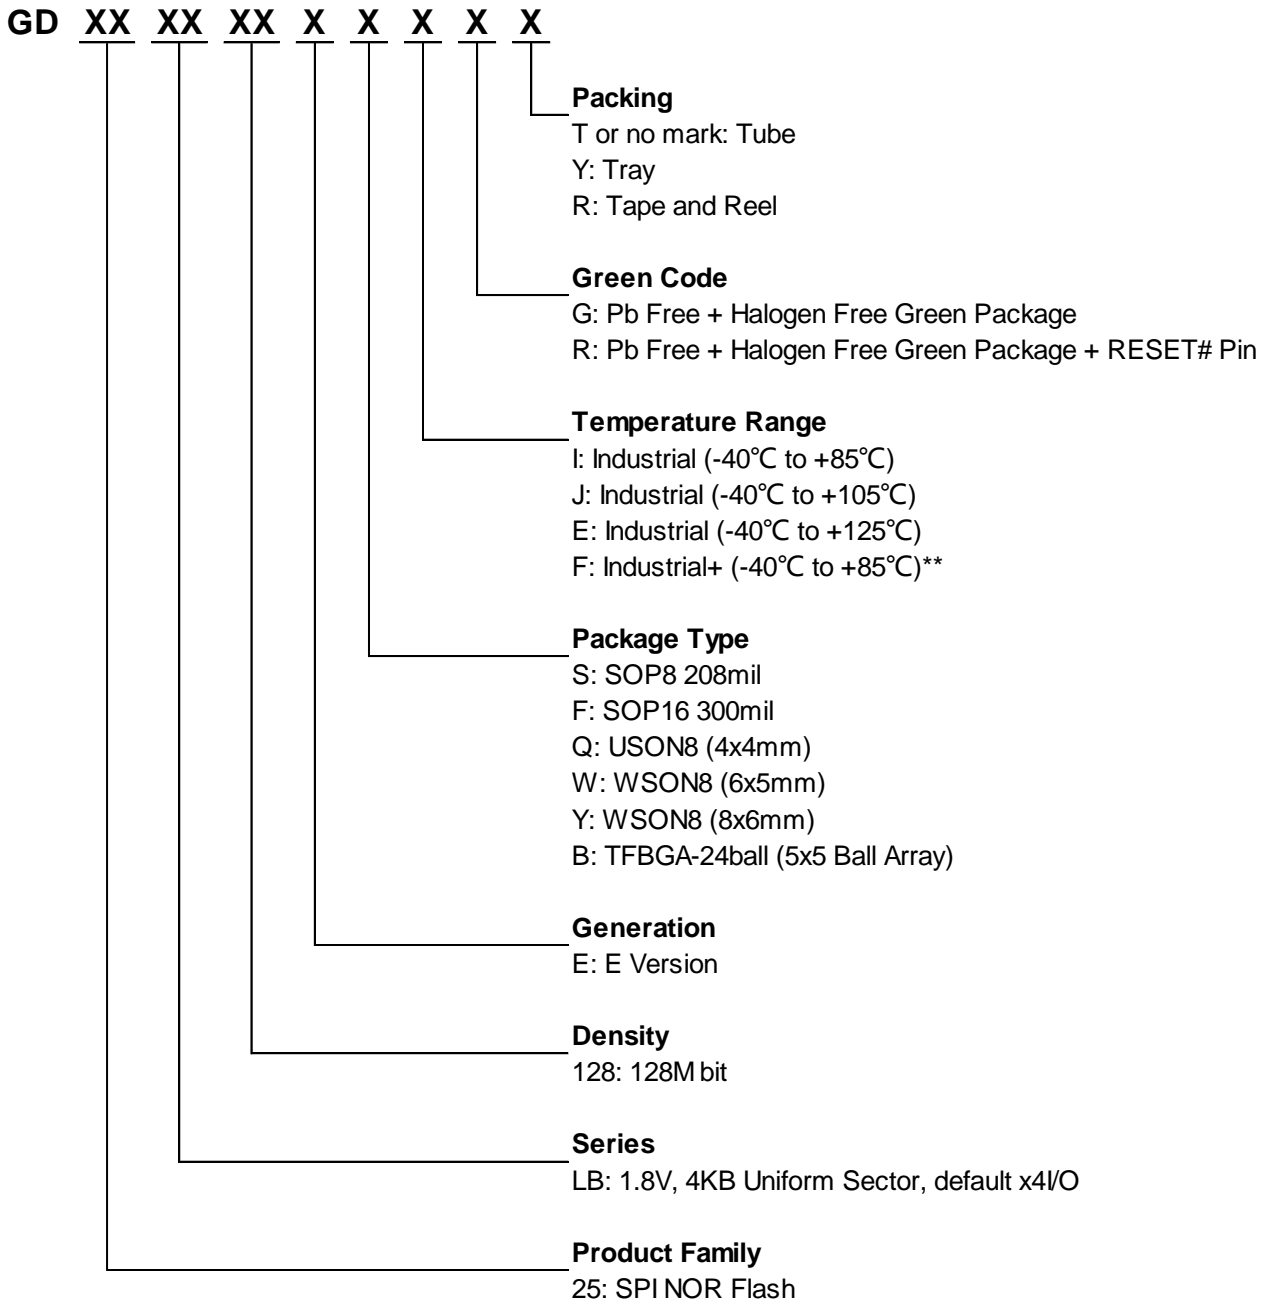 GD XX XX XX X X X X X
Packing
T or no mark: Tube
Y: Tray
R: Tape and Reel
Green Code
G: Pb Free + Halogen Free Green Package
R: Pb Free + Halogen Free Green Package + RESET# Pin
Temperature Range
I: Industrial (-40℃ to +85℃)
J: Industrial (-40℃ to +105℃)
E: Industrial (-40℃ to +125℃)
F: Industrial+ (-40℃ to +85℃)**
Package Type
S: SOP8 208mil
F: SOP16 300mil
Q: USON8 (4x4mm)
W: WSON8 (6x5mm)
Y: WSON8 (8x6mm)
B: TFBGA-24ball (5x5 Ball Array)
Generation
E: E Version
Density
128: 128M bit
Series
LB: 1.8V, 4KB Uniform Sector, default x4I/O
Product Family
25: SPI NOR Flash